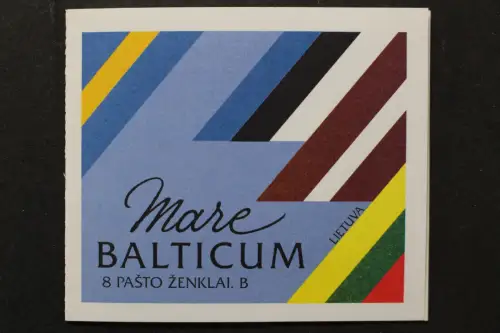 Mare
BALTICUM
8 PAŠTO ŽENKLAI. B
LIETUVA